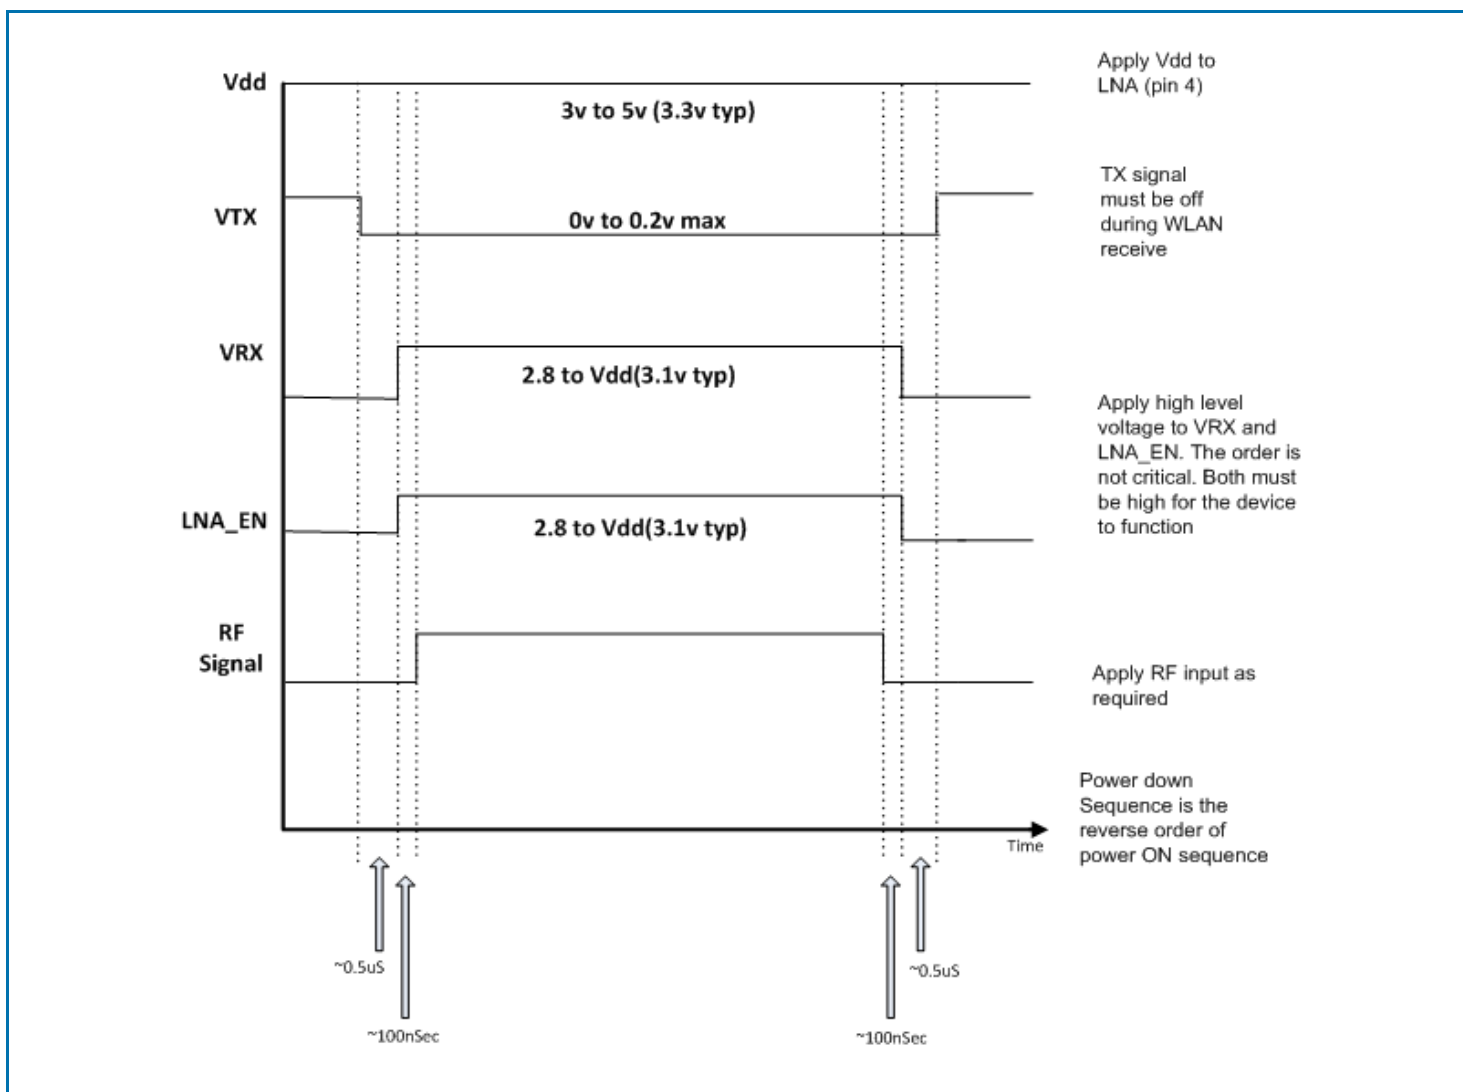 Vdd
3v to 5v (3.3v typ)
Apply Vdd to
LNA (pin 4)
VTX
0v to 0.2v max
TX signal
must be off
during WLAN
receive
VRX
2.8 to Vdd(3.1v typ)
Apply high level
voltage to VRX and
LNA_EN. The order is
not critical. Both must
be high for the device
to function
LNA_EN
2.8 to Vdd(3.1v typ)
RF
Signal
Apply RF input as
required
Power down
Sequence is the
reverse order of
power ON sequence
Time
~0.5uS
~0.5uS
~100nSec
~100nSec